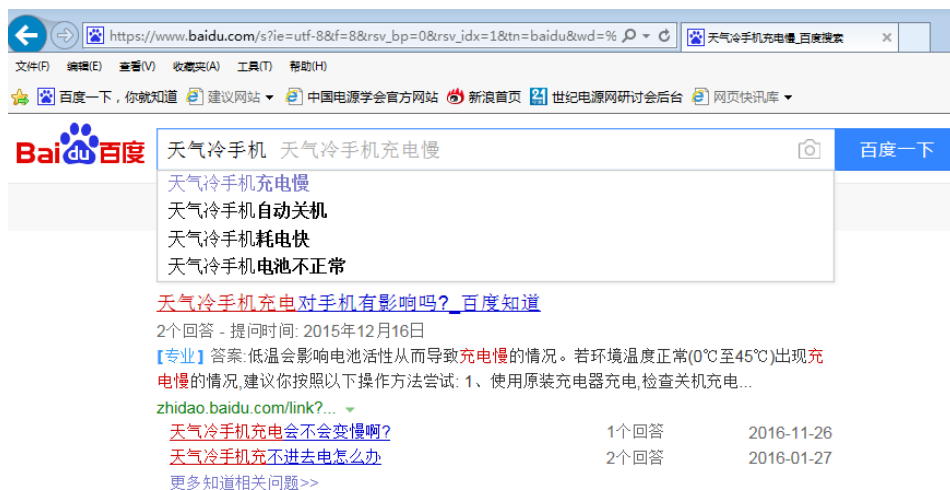 https://www.baidu.com/s?ie=utf-8&f=8&rsv_bp=0&rsv_idx=1&tn=baidu&wd=%
天气冷手机充电慢_百度搜索
文件(F) 编辑(E) 查看(V) 收藏夹(A) 工具(T) 帮助(H)
百度一下，你就知道 建议网站 中国电源学会官方网站 新浪首页 世纪电源网研讨会后台 网页快讯库
Bai du 百度 天气冷手机 天气冷手机充电慢 百度一下
天气冷手机充电慢
天气冷手机自动关机
天气冷手机耗电快
天气冷手机电池不正常
天气冷手机充电对手机有影响吗?_百度知道
2个回答 - 提问时间: 2015年12月16日
【专业】答案:低温会影响电池活性从而导致充电慢的情况。若环境温度正常(0℃至45℃)出现充
电慢的情况,建议你按照以下操作方法尝试: 1、使用原装充电器充电,检查关机充电...
zhidao.baidu.com/link?...
天气冷手机充电会不会变慢啊? 1个回答 2016-11-26
天气冷手机充不进去电怎么办 2个回答 2016-01-27
更多知道相关问题>>